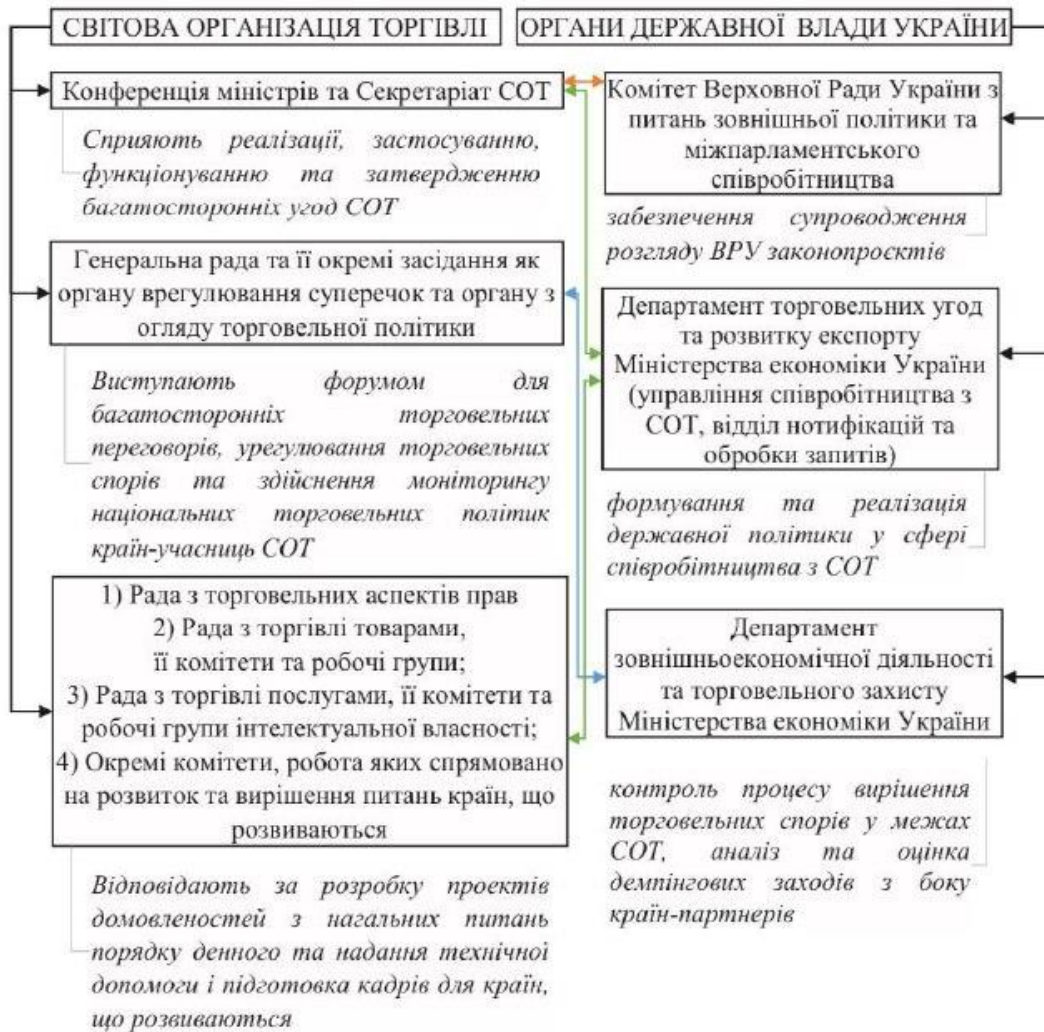 СВІТОВА ОРГАНІЗАЦІЯ ТОРГІВЛІ
Конференція міністрів та Секретаріат СОТ
Сприяють реалізації, застосуванню,
функціонуванню та затвердженню
багатосторонніх угод СОТ
Генеральна рада та її окремі засідання як
органу врегулювання суперечок та органу з
огляду торговельної політики
Виступають форумом для
багатосторонніх торговельних
переговорів, урегулювання торговельних
спорів та здійснення моніторингу
національних торговельних політик
країн-учасниць СОТ
1) Рада з торговельних аспектів прав
2) Рада з торгівлі товарами,
її комітети та робочі групи;
3) Рада з торгівлі послугами, її комітети та
робочі групи інтелектуальної власності;
4) Окремі комітети, робота яких спрямовано
на розвиток та вирішення питань країн, що
розвиваються
Відповідають за розробку проектів
домовленостей з нагальних питань
порядку денного та надання технічної
допомоги і підготовка кадрів для країн,
що розвиваються
ОРГАНИ ДЕРЖАВНОЇ ВЛАДИ УКРАЇНИ
Комітет Верховної Ради України з
питань зовнішньої політики та
міжпарламентського
співробітництва
забезпечення супроводження
розгляду ВРУ законопроєктів
Департамент торговельних угод
та розвитку експорту
Міністерства економіки України
(управління співробітництва з
СОТ, відділ нотифікацій та
обробки запитів)
формування та реалізація
державної політики у сфері
співробітництва з СОТ
Департамент
зовнішньоекономічної діяльності
та торговельного захисту
Міністерства економіки України
контроль процесу вирішення
торговельних спорів у межах
СОТ, аналіз та оцінка
демпінгових заходів з боку
країн-партнерів